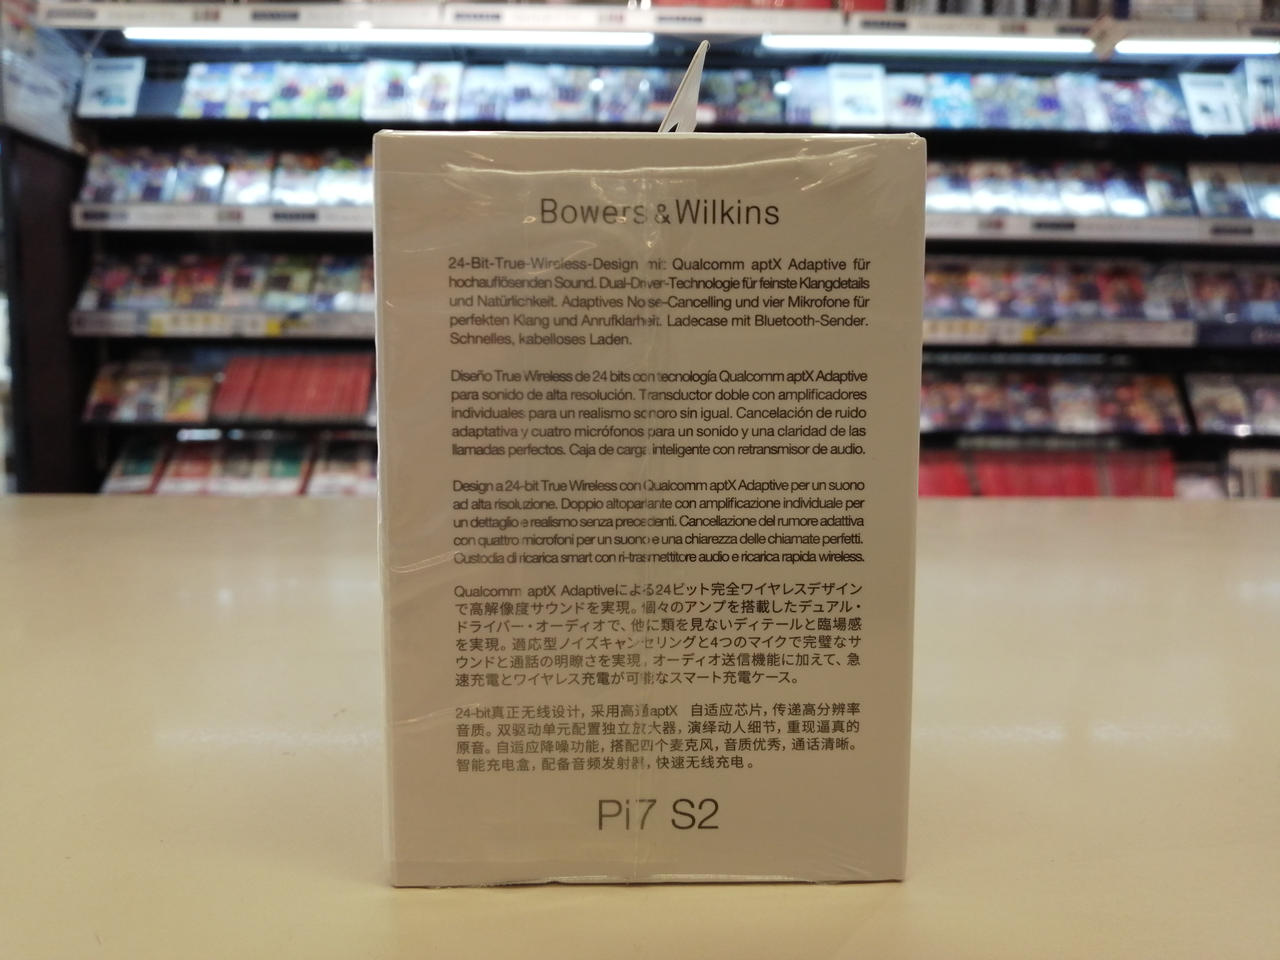 Bowers & Wilkins
24-Bit-True-Wireless-Design mit Qualcomm aptX Adaptive für
hochauflösenden Sound. Dual-Driver-Technologie für feinste Klangdetails
und Natürlichkeit. Adaptives Noise-Cancelling und vier Mikrofone für
perfekten Klang und Anrufklarheit. Ladecase mit Bluetooth-Sender.
Schnelles, kabelloses Laden.
Diseño True Wireless de 24 bits con tecnología Qualcomm aptX Adaptive
para sonido de alta resolución. Transductor doble con amplificadores
individuales para un realismo sonoro sin igual. Cancelación de ruido
adaptativa y cuatro micrófonos para un sonido y una claridad de las
llamadas perfectos. Caja de carga inteligente con retransmisor de audio.
Design a 24-bit True Wireless con Qualcomm aptX Adaptive per un suono
ad alta risoluzione. Doppio altoparlante con amplificazione individuale per
un dettaglio e realismo senza precedenti. Cancellazione del rumore adattiva
con quattro microfoni per un suono e una chiarezza delle chiamate perfetti.
Custodia di ricarica smart con ri-trasmettitore audio e ricarica rapida wireless.
Qualcomm aptX Adaptiveによる24ビット完全ワイヤレスデザイン
で高解像度サウンドを実現。個々のアンプを搭載したデュアル・
ドライバー・オーディオで、他に類を見ないディテールと臨場感
を実現。適応型ノイズキャンセリングと4つのマイクで完璧なサ
ウンドと通話の明瞭さを実現。オーディオ送信機能に加えて、急
速充電とワイヤレス充電が可能なスマート充電ケース。
24-bit真正无线设计，采用高通aptX 自适应芯片，传递高分辨率
音质。双驱动单元配置独立放大器，演绎动人细节，重现逼真的
原音。自适应降噪功能，搭配四个麦克风，音质优秀，通话清晰。
智能充电盒，配备音频发射器，快速无线充电。
Pi7 S2